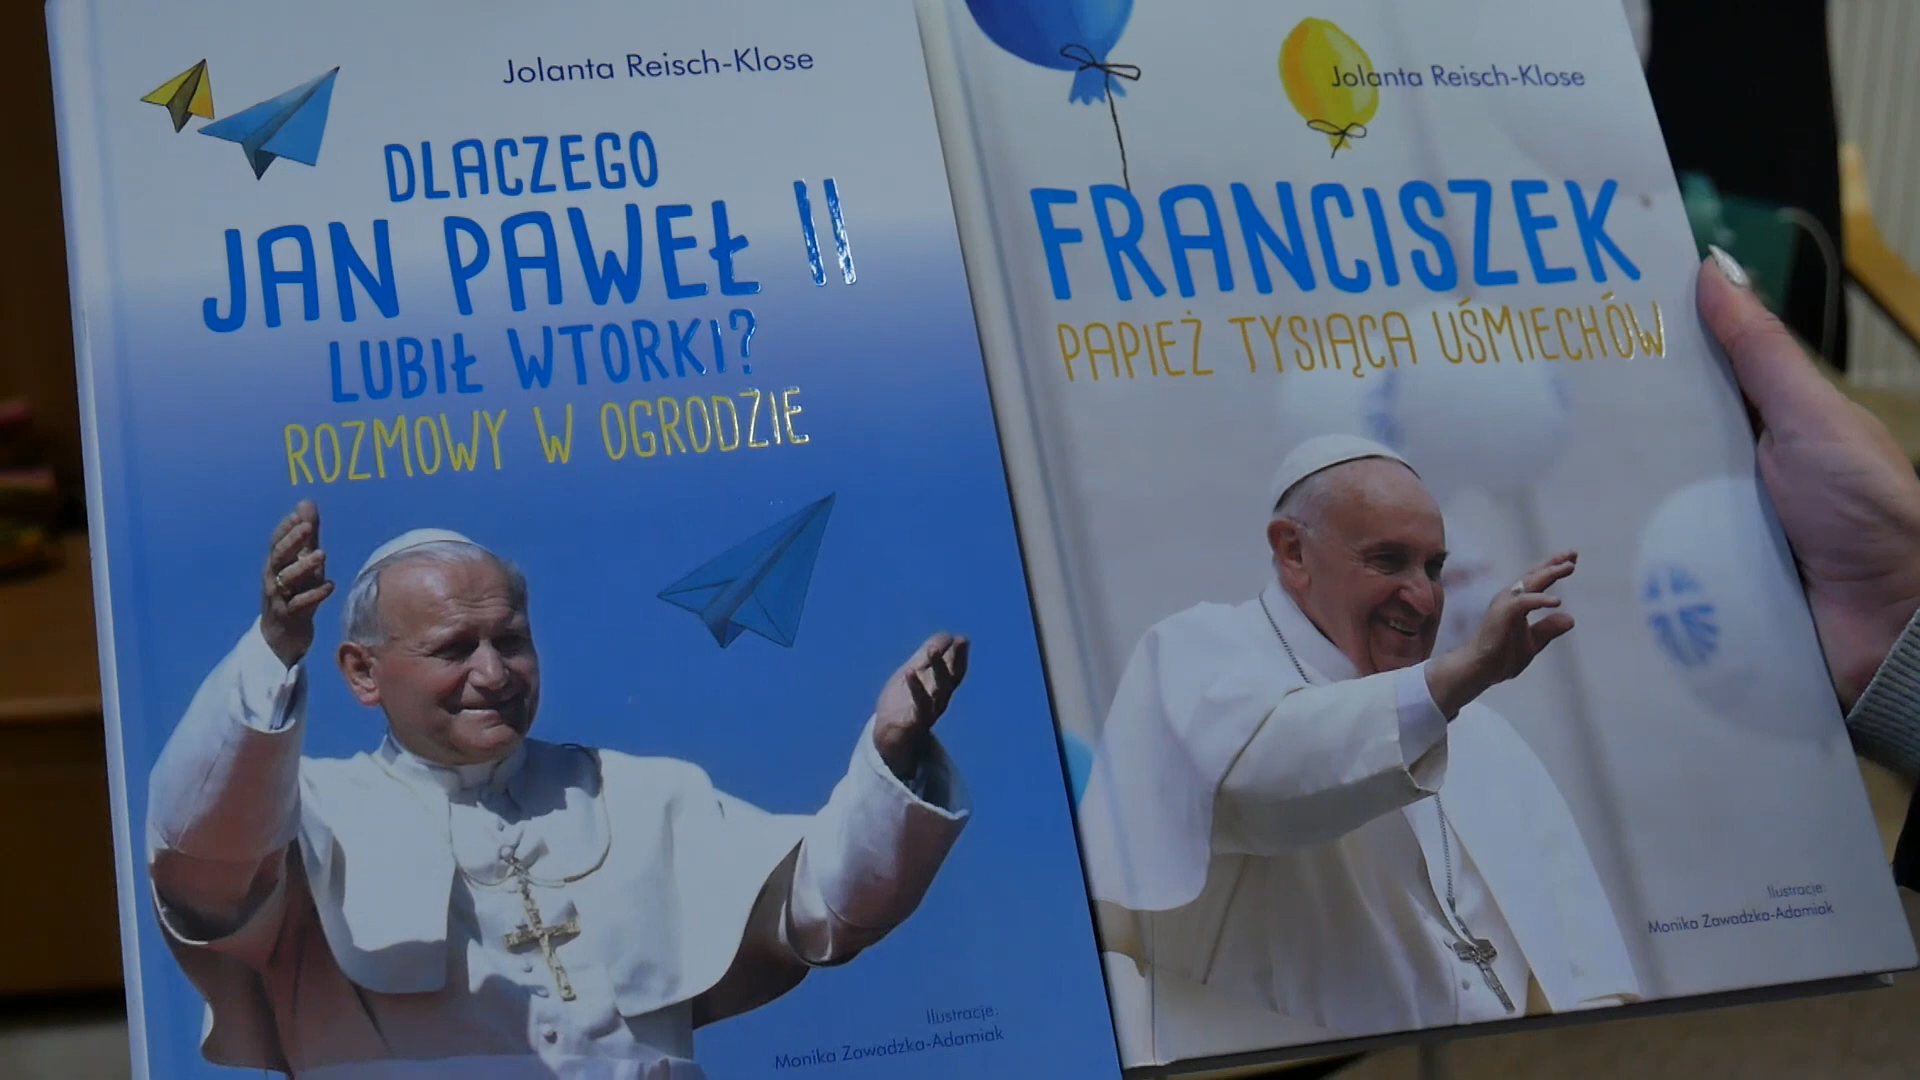 Jolanta Reisch-Klose
DLACZEGO
JAN PAWEŁ II
LUBIŁ WTORKI?
ROZMOWY W OGRODZIE
Ilustracje:
Monika Zawadzka-Adamiak
Jolanta Reisch-Klose
FRANCISZEK
PAPIEŻ TYSIĄCA UŚMIECHÓW
Ilustracje:
Monika Zawadzka-Adamiak